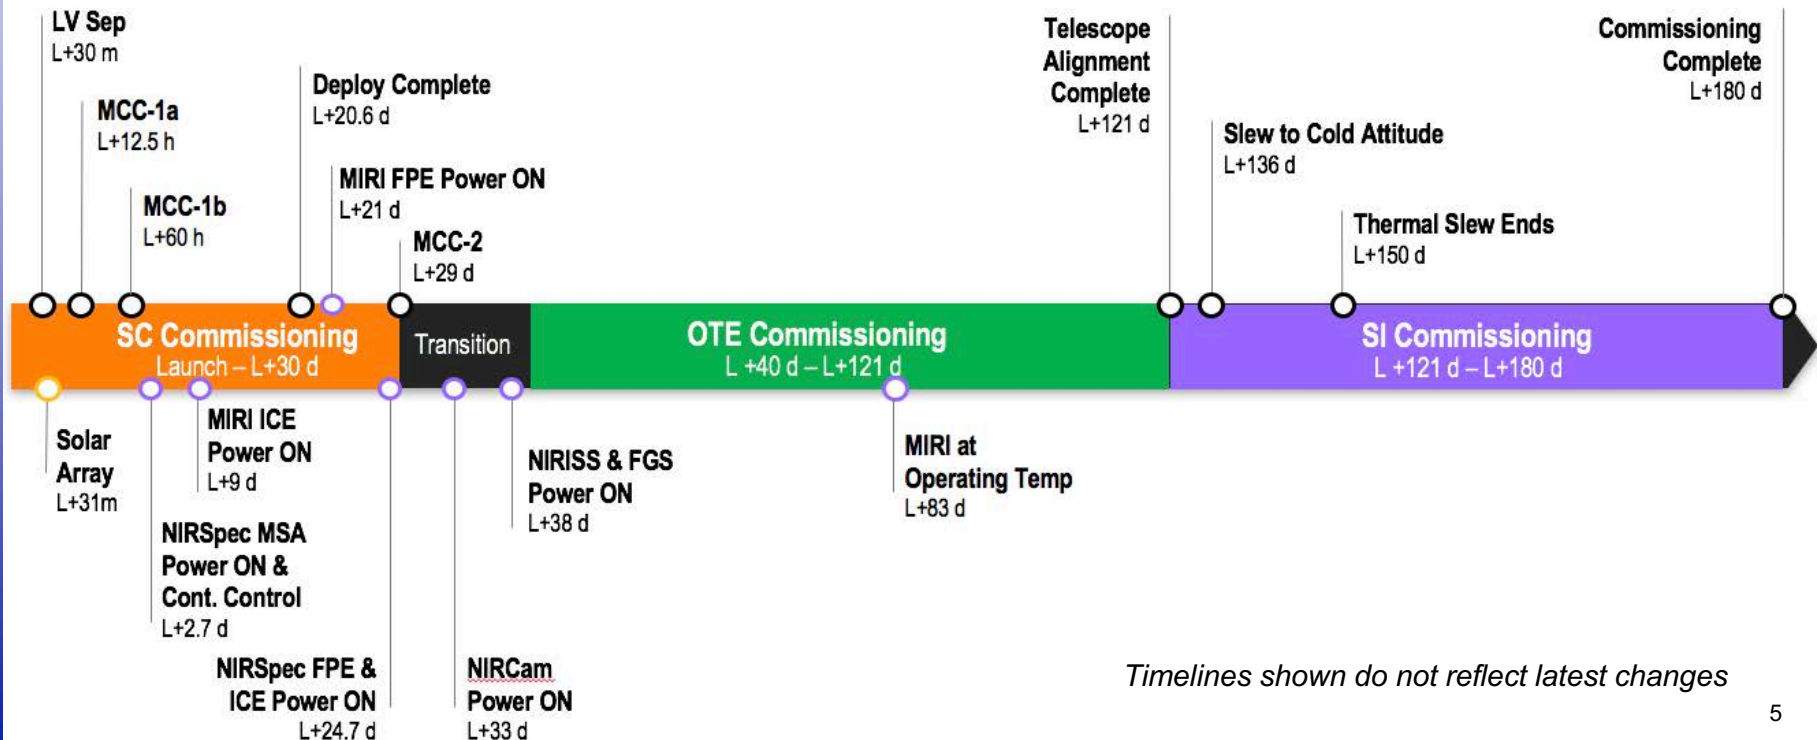 LV Sep
L+30 m
MCC-1a
L+12.5 h
MCC-1b
L+60 h
Deploy Complete
L+20.6 d
MIRI FPE Power ON
L+21 d
MCC-2
L+29 d
Telescope
Alignment
Complete
L+121 d
Slew to Cold Attitude
L+136 d
Thermal Slew Ends
L+150 d
Commissioning
Complete
L+180 d
SC Commissioning
Launch – L+30 d
Transition
OTE Commissioning
L +40 d – L+121 d
SI Commissioning
L +121 d – L+180 d
Solar
Array
L+31m
NIRSpec MSA
Power ON &
Cont. Control
L+2.7 d
MIRI ICE
Power ON
L+9 d
NIRSpec FPE &
ICE Power ON
L+24.7 d
NIRCam
Power ON
L+33 d
NIRISS & FGS
Power ON
L+38 d
MIRI at
Operating Temp
L+83 d
Timelines shown do not reflect latest changes
5